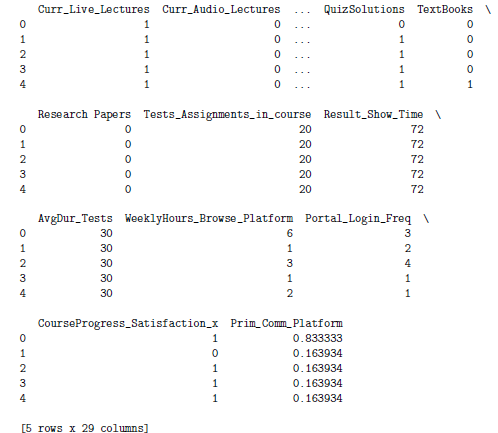 Curr_Live_Lectures Curr_Audio_Lectures ... QuizSolutions TextBooks \
0 1 0 ... 0 0
1 1 0 ... 1 0
2 1 0 ... 1 0
3 1 0 ... 1 0
4 1 0 ... 1 1
Research Papers Tests_Assignments_in_course Result_Show_Time \
0 0 20 72
1 0 20 72
2 0 20 72
3 0 20 72
4 0 20 72
AvgDur_Tests WeeklyHours_Browse_Platform Portal_Login_Freq \
0 30 6 3
1 30 1 2
2 30 3 4
3 30 1 1
4 30 2 1
CourseProgress_Satisfaction_x Prim_Comm_Platform
0 1 0.833333
1 0 0.163934
2 1 0.163934
3 1 0.163934
4 1 0.163934
[5 rows x 29 columns]